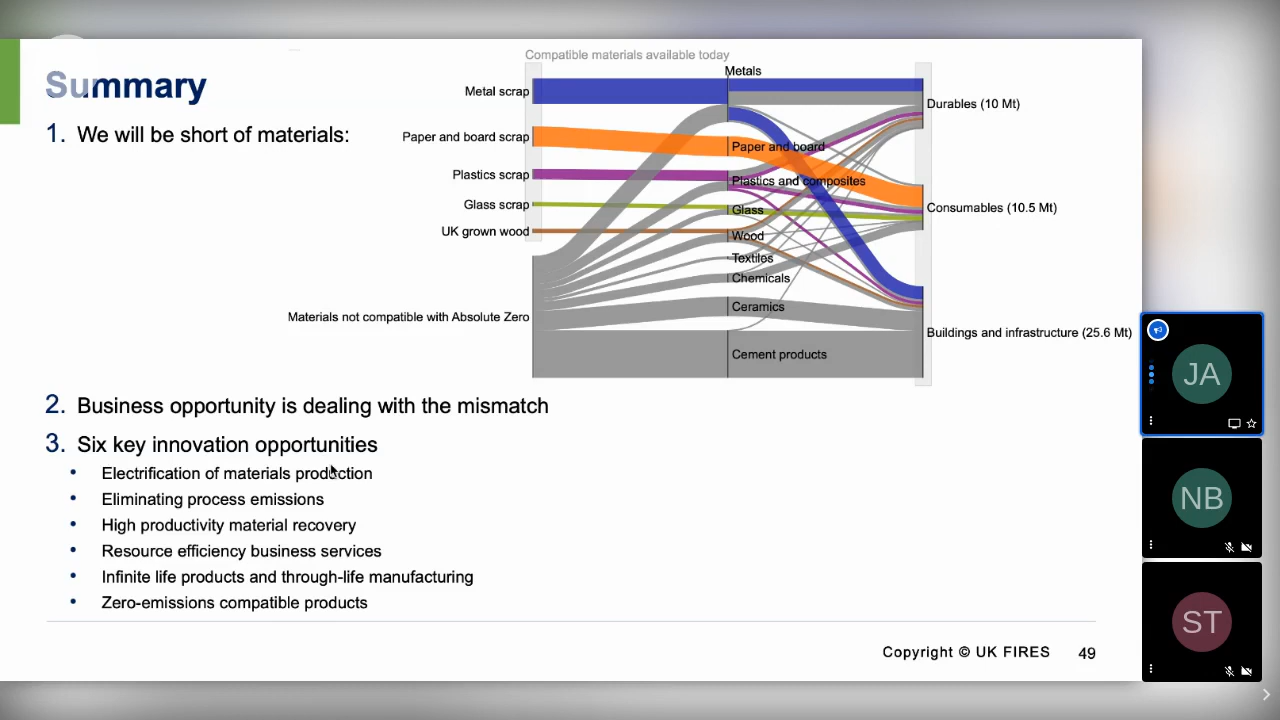 Summary
1. We will be short of materials:
Compatible materials available today
Metal scrap
Paper and board scrap
Plastics scrap
Glass scrap
UK grown wood
Materials not compatible with Absolute Zero
Metals
Paper and board
Plastics and composites
Glass
Wood
Textiles
Chemicals
Ceramics
Cement products
Durables (10 Mt)
Consumables (10.5 Mt)
Buildings and infrastructure (25.6 Mt)
2. Business opportunity is dealing with the mismatch
3. Six key innovation opportunities
• Electrification of materials production
• Eliminating process emissions
• High productivity material recovery
• Resource efficiency business services
• Infinite life products and through-life manufacturing
• Zero-emissions compatible products
Copyright © UK FIRES 49
JA
NB
ST